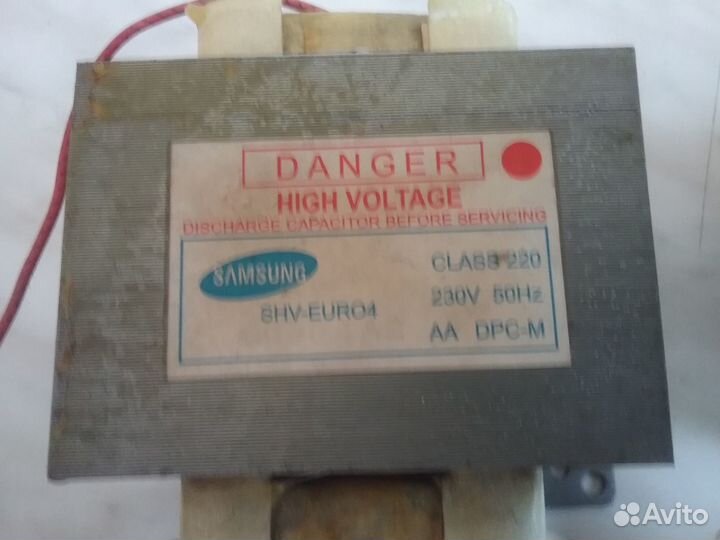 DANGER
HIGH VOLTAGE
DISCHARGE CAPACITOR BEFORE SERVICING
SAMSUNG
SHV-EURO4
CLASS 220
230V 50Hz
AA DPC-M
Avito